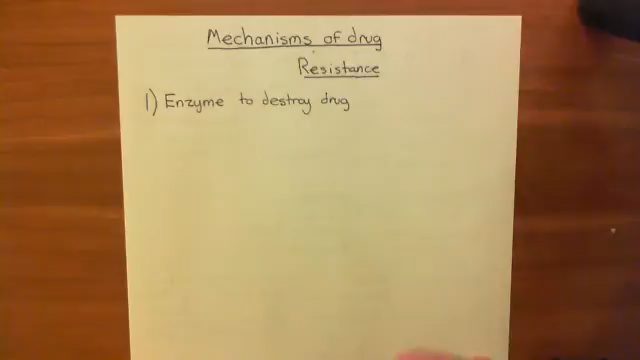 Mechanisms of drug
Resistance
1) Enzyme to destroy drug